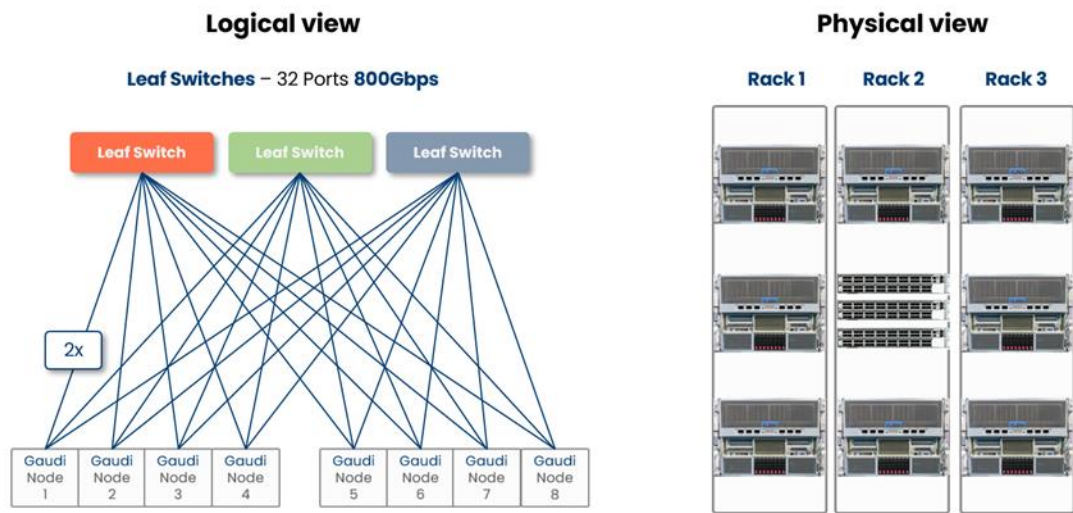 Logical view
Leaf Switches – 32 Ports 800Gbps
Leaf Switch
Leaf Switch
Leaf Switch
2x
Gaudi
Node
1
Gaudi
Node
2
Gaudi
Node
3
Gaudi
Node
4
Gaudi
Node
5
Gaudi
Node
6
Gaudi
Node
7
Gaudi
Node
8
Physical view
Rack 1
Rack 2
Rack 3